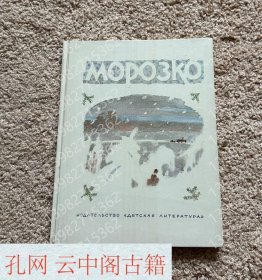 МОРОЗКО
ИЗДАТЕЛЬСТВО «ДЕТСКАЯ ЛИТЕРАТУРА»
孔网 云中阁古籍